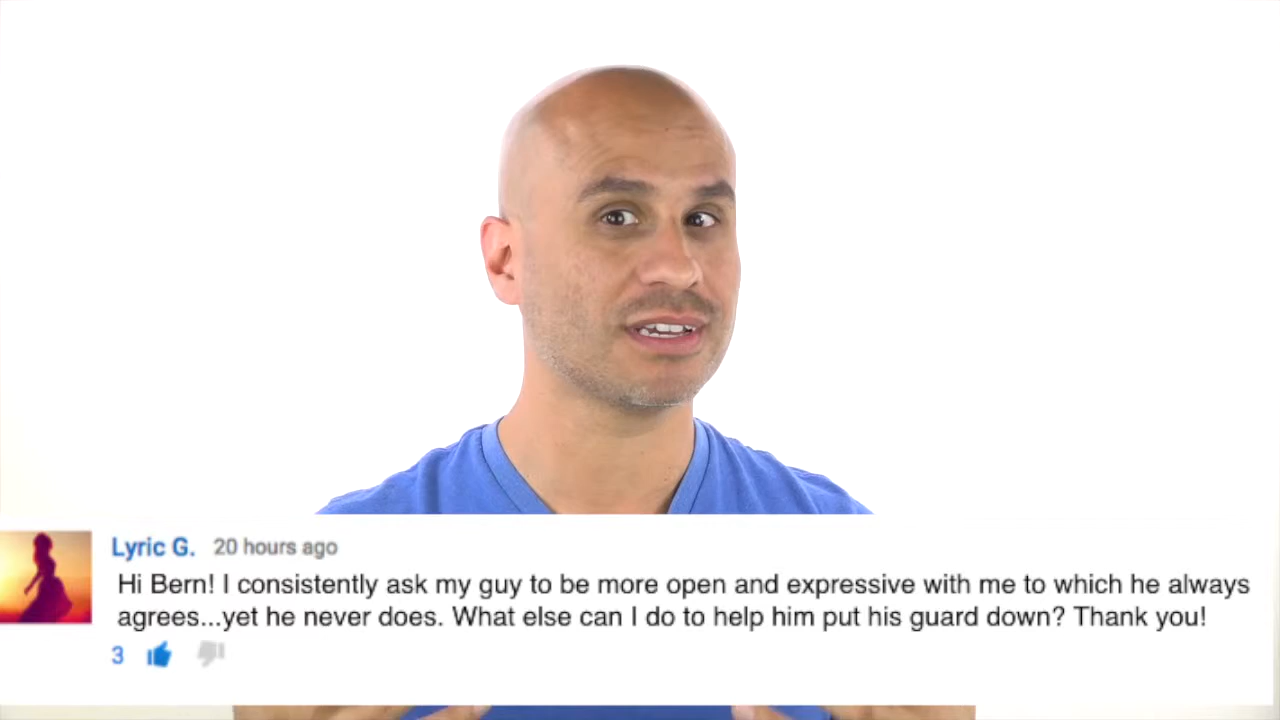 Lyric G. 20 hours ago
Hi Bern! I consistently ask my guy to be more open and expressive with me to which he always
agrees...yet he never does. What else can I do to help him put his guard down? Thank you!
3